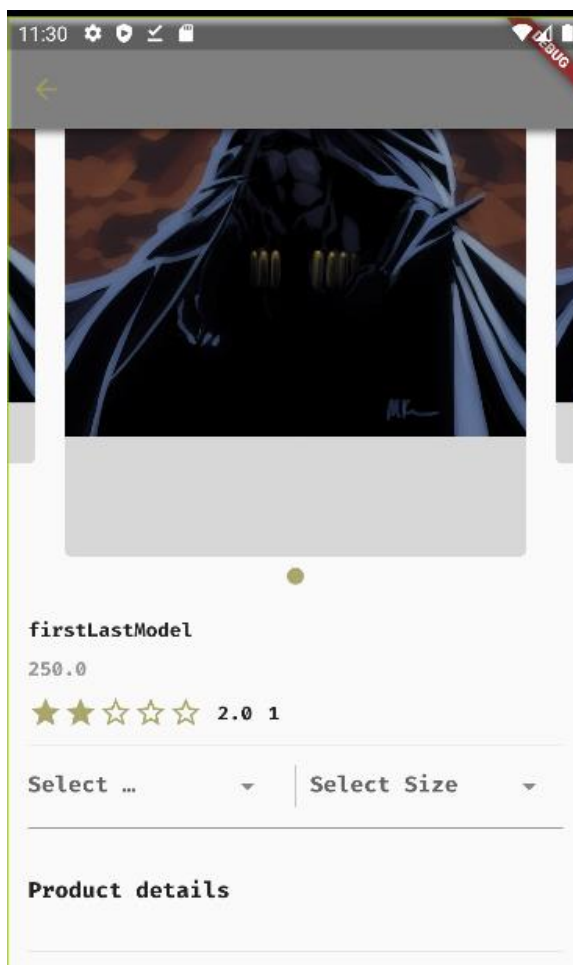 11:30
DEBUG
firstLastModel
250.0
2.0 1
Select … Select Size
Product details